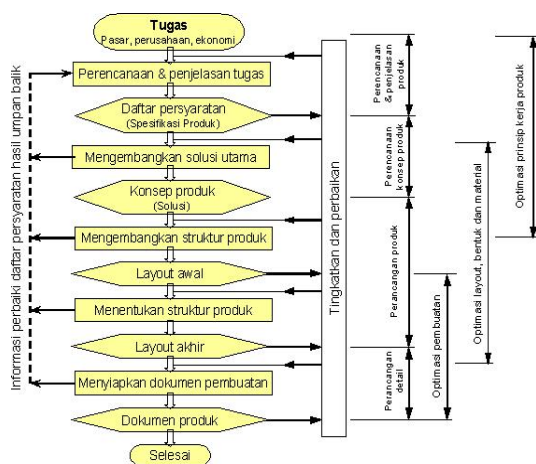 Tugas
Pasar, perusahaan, ekonomi
Perencanaan & penjelasan tugas
Daftar persyaratan
(Spesifikasi Produk)
Mengembangkan solusi utama
Konsep produk
(Solusi)
Mengembangkan struktur produk
Layout awal
Menentukan struktur produk
Layout akhir
Menyiapkan dokumen pembuatan
Dokumen produk
Selesai
Informasi perbaiki daftar persyaratan hasil umpan balik
Tingkatkan dan perbaikan
Perencanaan
& penjelasan
produk
Perencanaan
konsep produk
Perancangan produk
Perancangan
detail
Optimasi pembuatan
Optimasi layout, bentuk dan material
Optimasi prinsip kerja produk